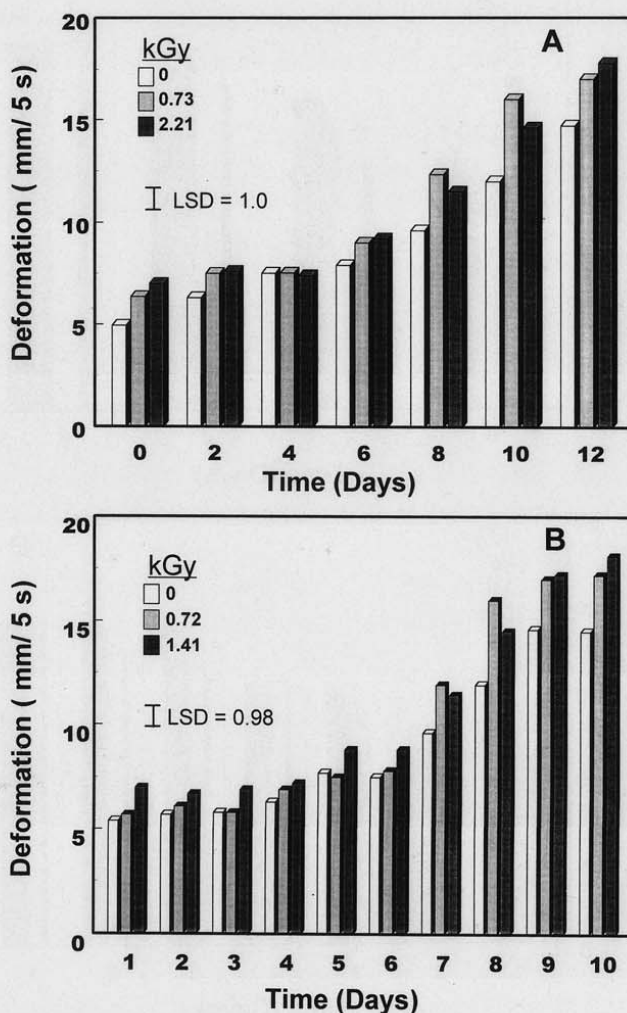 20
15
10
5
0
Deformation ( mm/ 5 s)
A
kGy
0
0.73
2.21
LSD = 1.0
0 2 4 6 8 10 12
Time (Days)
20
15
10
5
0
Deformation ( mm/ 5 s)
B
kGy
0
0.72
1.41
LSD = 0.98
1 2 3 4 5 6 7 8 9 10
Time (Days)